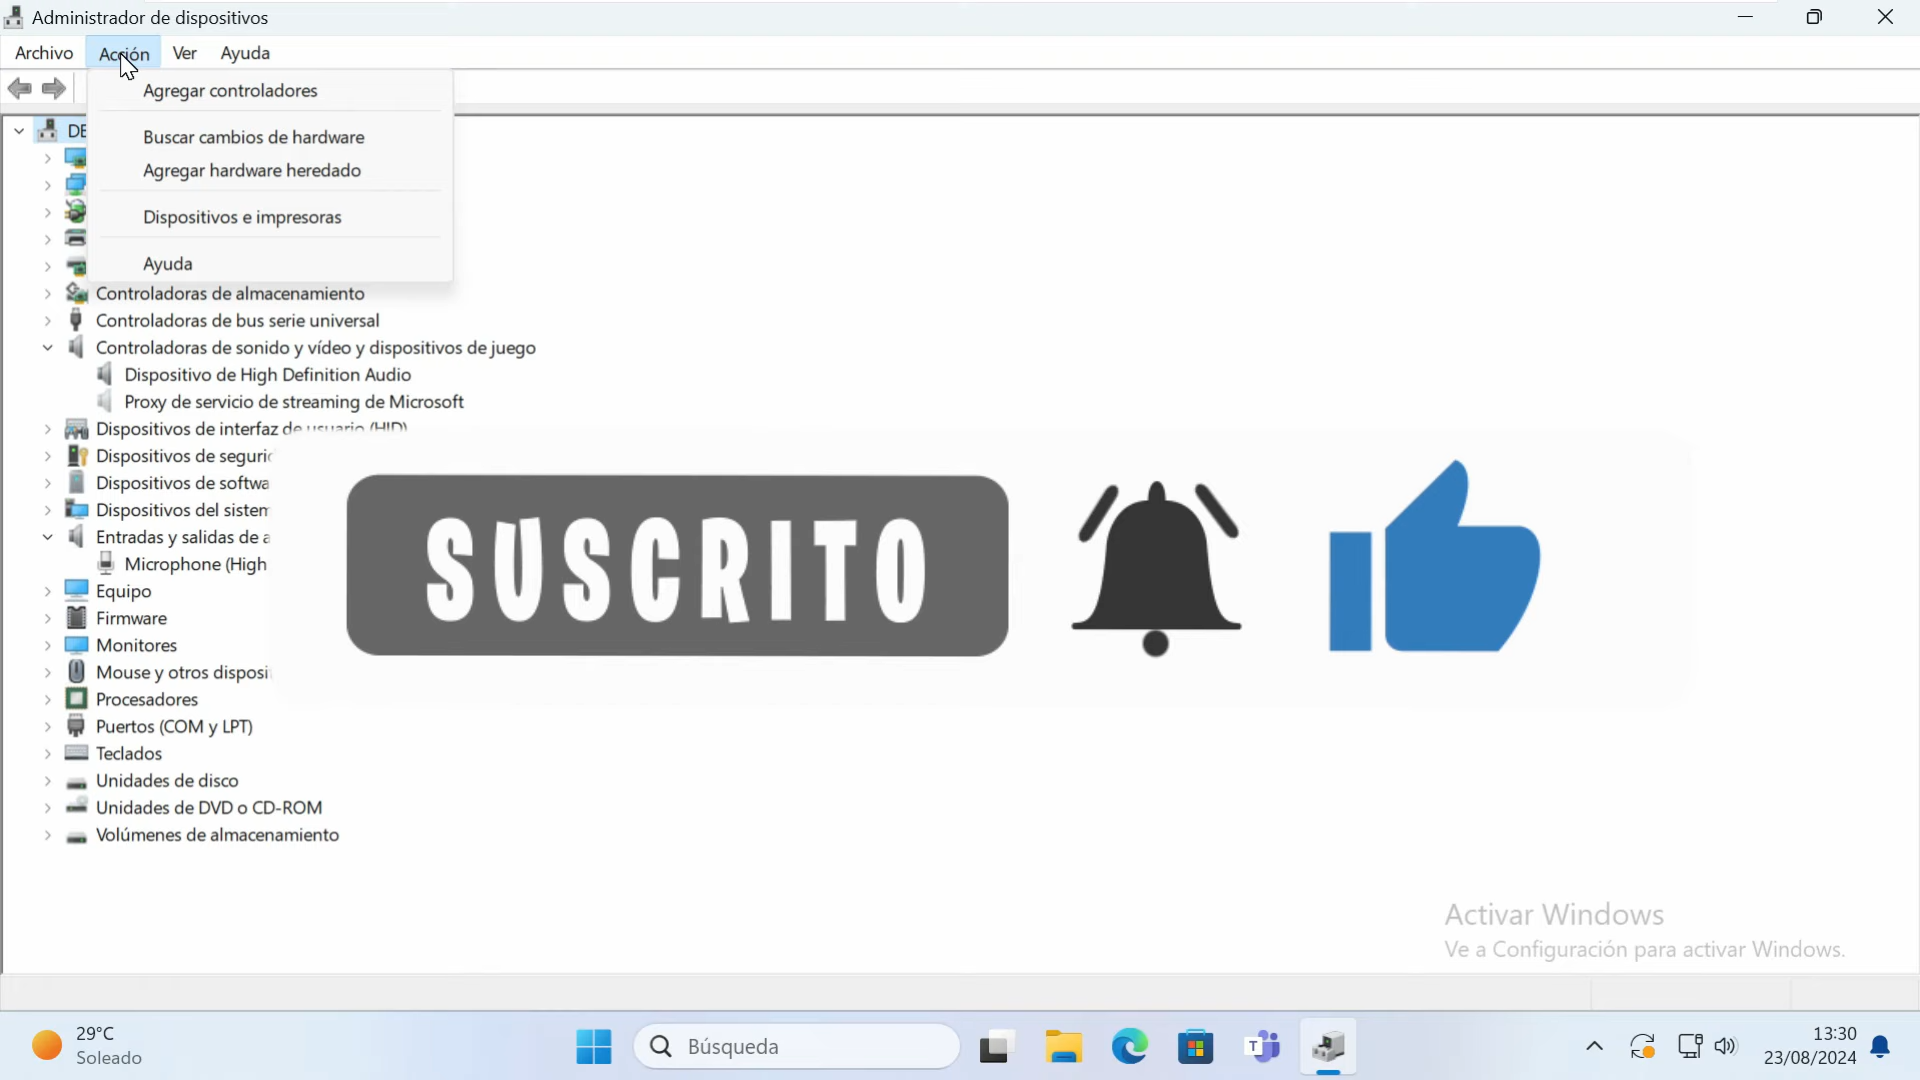 Administrador de dispositivos
Archivo Acción Ver Ayuda
Agregar controladores
Buscar cambios de hardware
Agregar hardware heredado
Dispositivos e impresoras
Ayuda
DE
Controladoras de almacenamiento
Controladoras de bus serie universal
Controladoras de sonido y vídeo y dispositivos de juego
Dispositivo de High Definition Audio
Proxy de servicio de streaming de Microsoft
Dispositivos de interfaz de usuario (HID)
Dispositivos de seguric
Dispositivos de softwa
Dispositivos del sistem
Entradas y salidas de a
Microphone (High
Equipo
Firmware
Monitores
Mouse y otros disposi
Procesadores
Puertos (COM y LPT)
Teclados
Unidades de disco
Unidades de DVD o CD-ROM
Volúmenes de almacenamiento
SUSCRITO
Activar Windows
Ve a Configuración para activar Windows.
29°C
Soleado
Búsqueda
13:30
23/08/2024